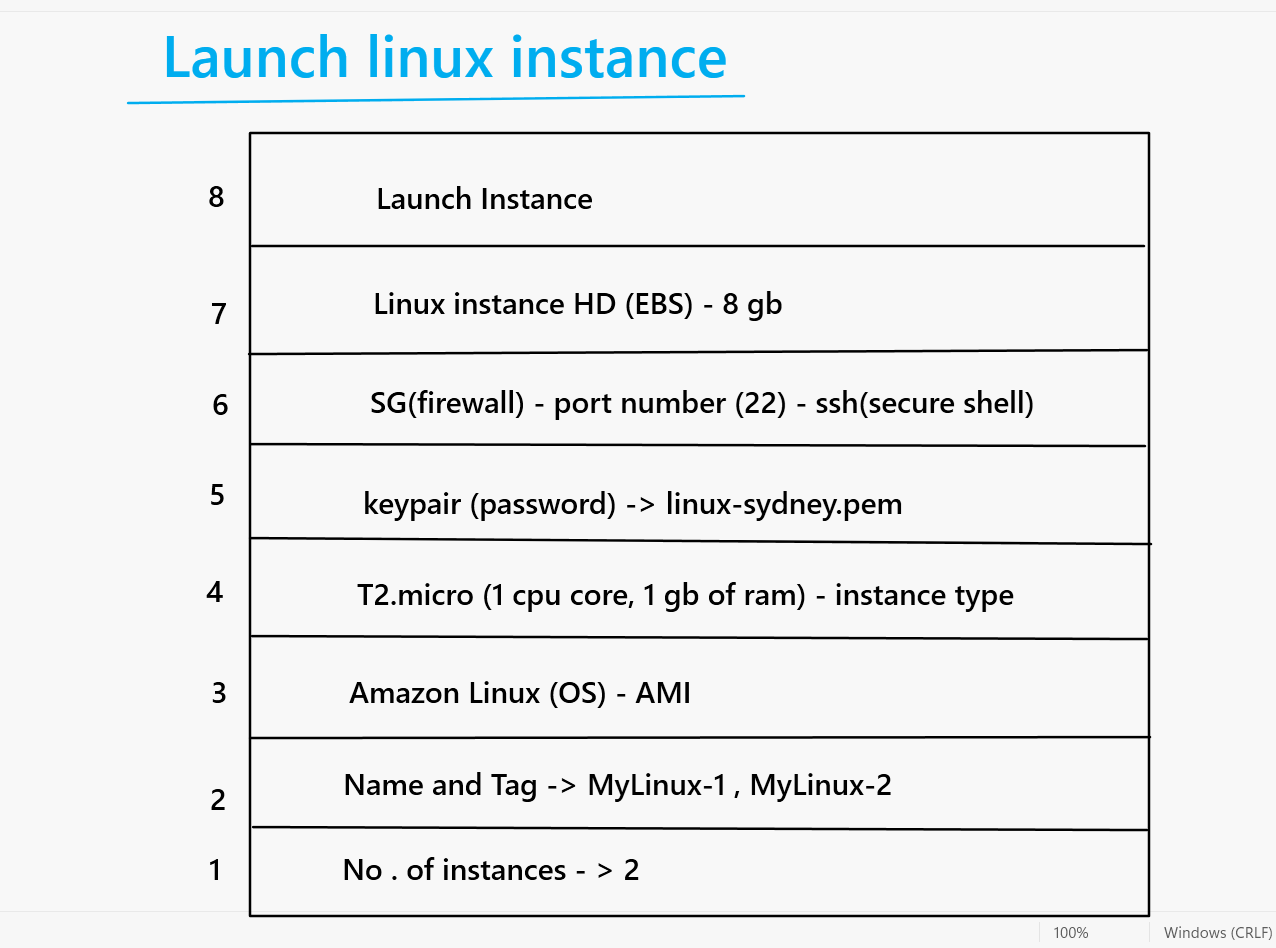 Launch linux instance
8 Launch Instance
7 Linux instance HD (EBS) - 8 gb
6 SG(firewall) - port number (22) - ssh(secure shell)
5 keypair (password) -> linux-sydney.pem
4 T2.micro (1 cpu core, 1 gb of ram) - instance type
3 Amazon Linux (OS) - AMI
2 Name and Tag -> MyLinux-1 , MyLinux-2
1 No . of instances - > 2
100% Windows (CRLF)